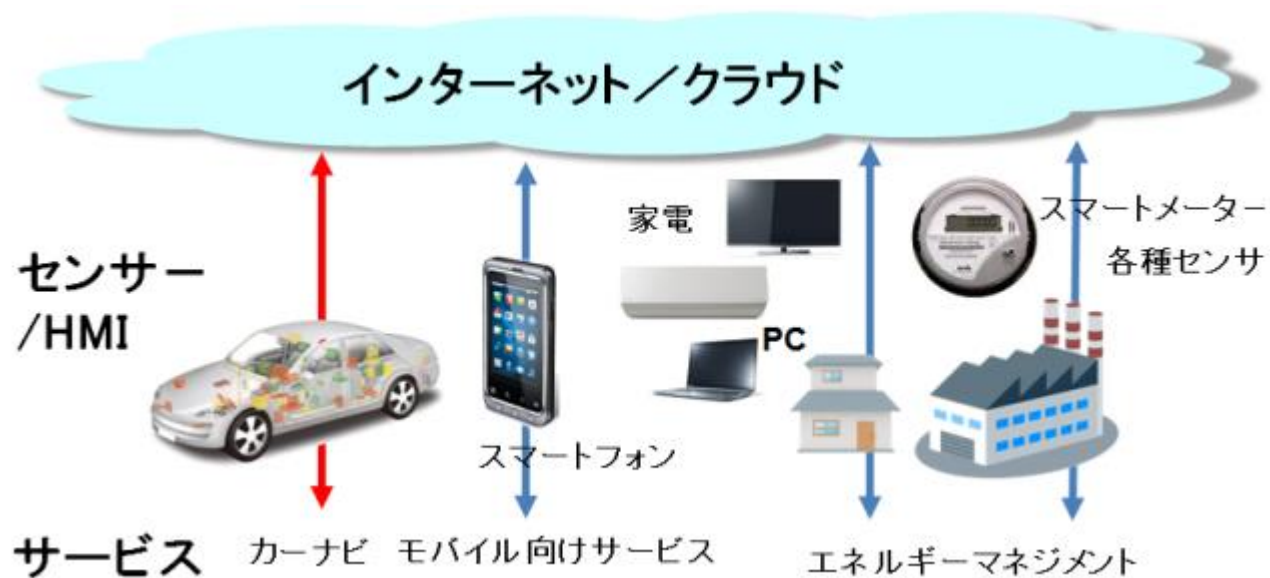 インターネット／クラウド
家電
スマートメーター
各種センサ
センサー
/HMI
PC
スマートフォン
サービス
カーナビ
モバイル向けサービス
エネルギーマネジメント